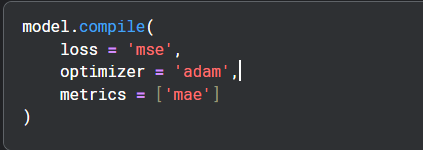 model.compile(
    loss = 'mse',
    optimizer = 'adam',
    metrics = ['mae']
)